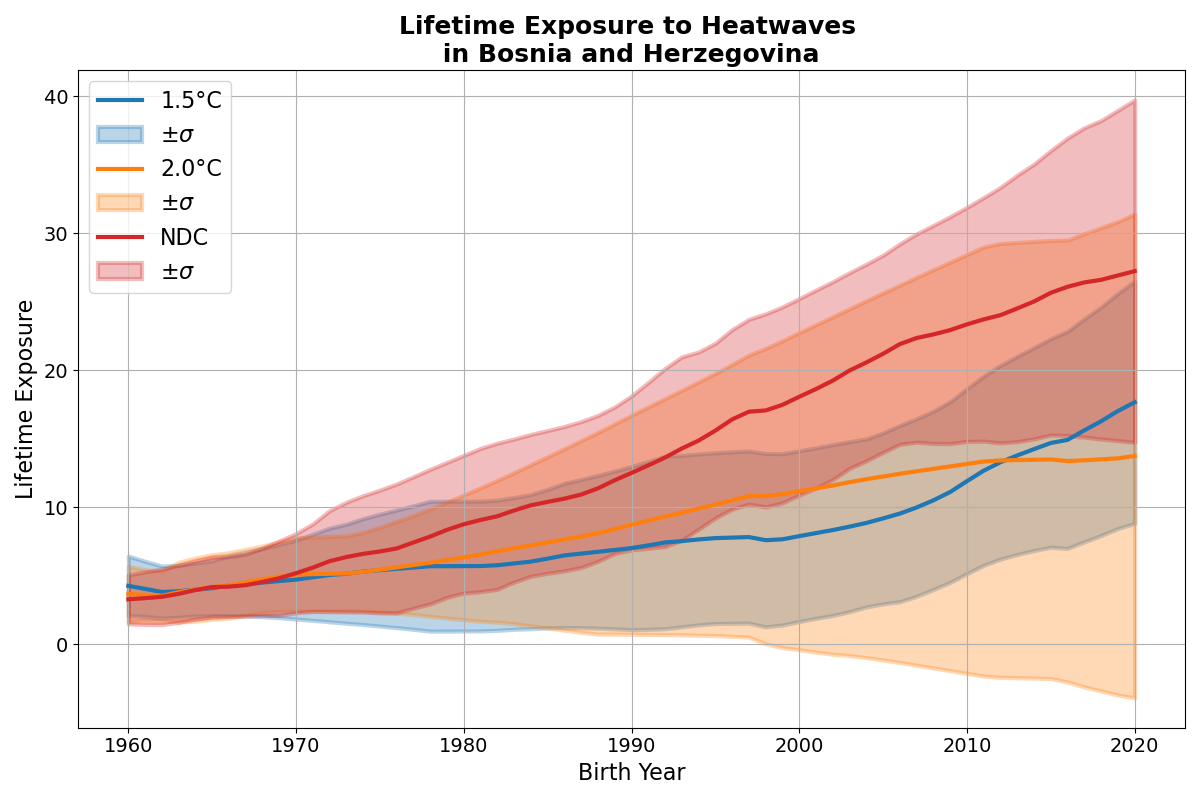 Lifetime Exposure to Heatwaves
in Bosnia and Herzegovina
1.5°C
±σ
2.0°C
±σ
NDC
±σ
Lifetime Exposure
40
30
20
10
0
1960 1970 1980 1990 2000 2010 2020
Birth Year